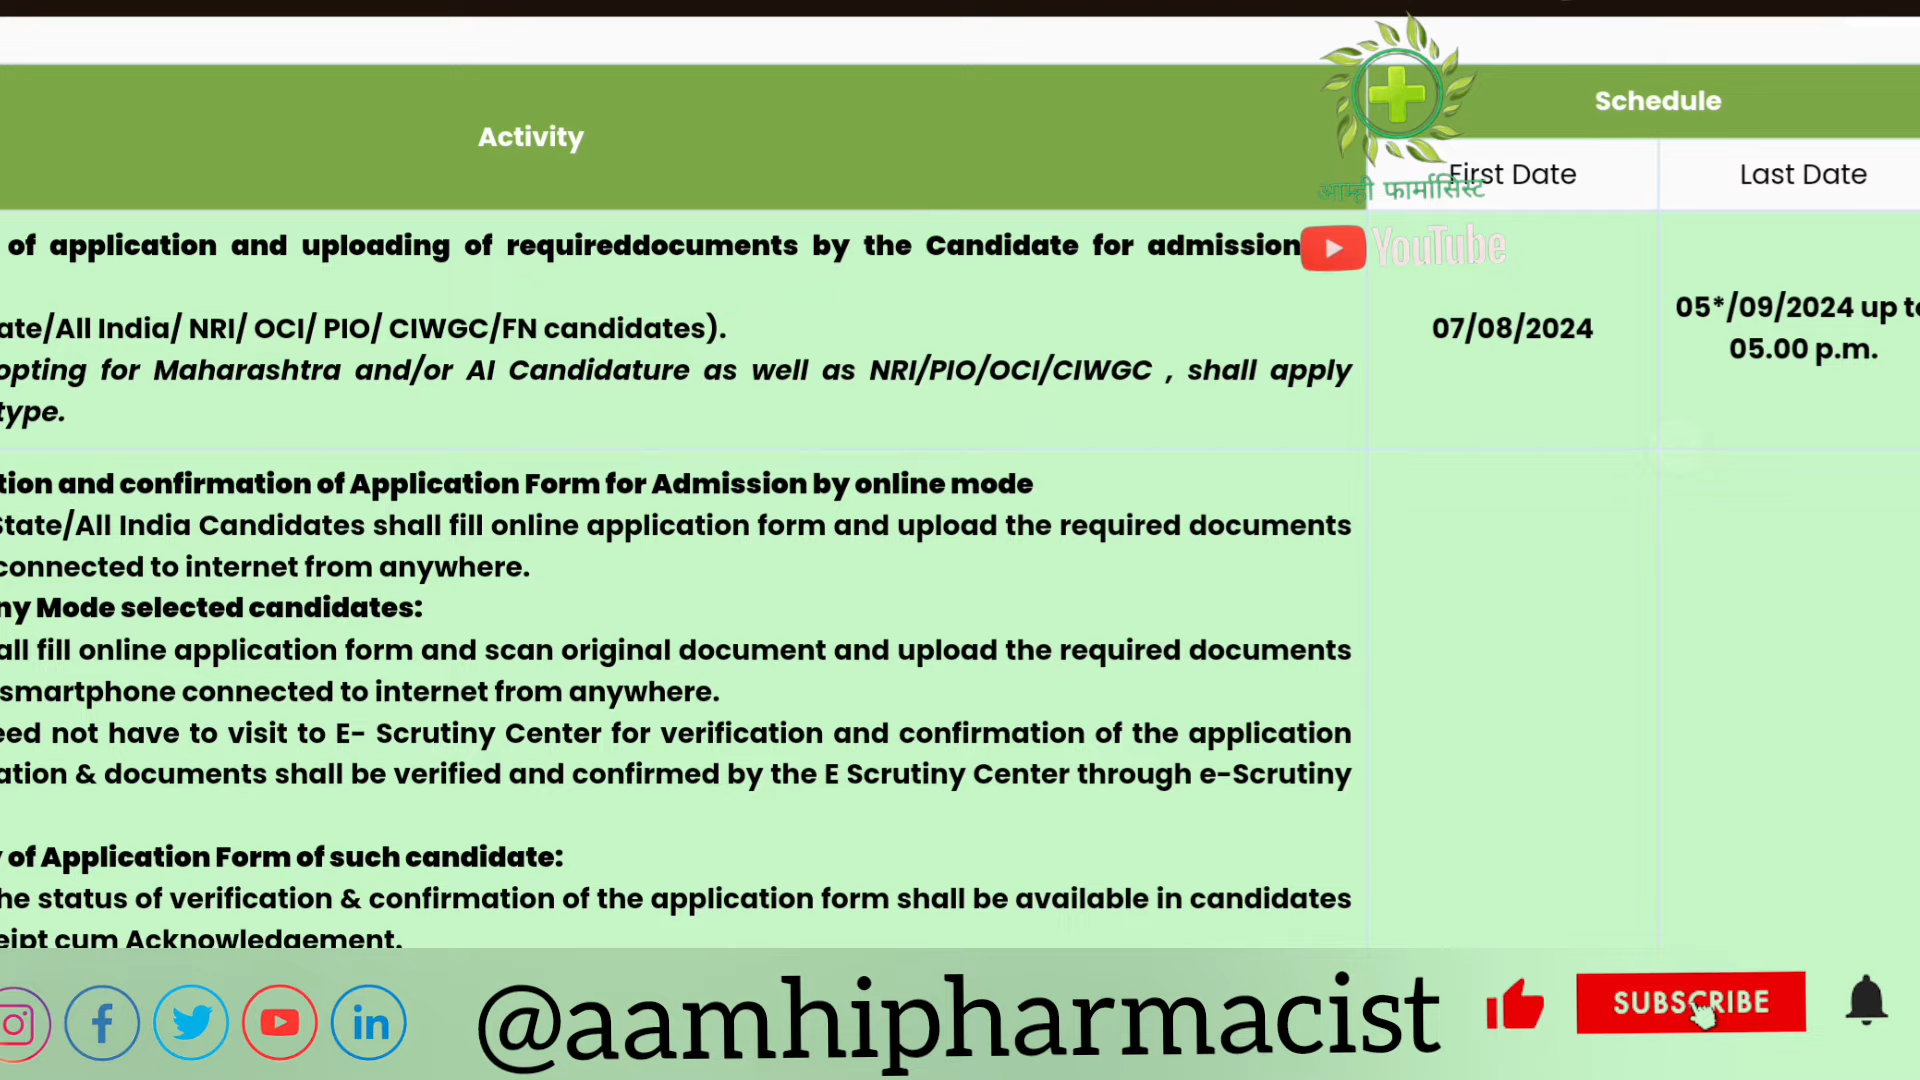 Activity
Schedule
First Date
Last Date
आम्ही फार्मासिस्ट
YouTube
of application and uploading of requireddocuments by the Candidate for admission
ate/All India/ NRI/ OCI/ PIO/ CIWGC/FN candidates).
opting for Maharashtra and/or AI Candidature as well as NRI/PIO/OCI/CIWGC , shall apply
type.
07/08/2024
05*/09/2024 up to
05.00 p.m.
tion and confirmation of Application Form for Admission by online mode
State/All India Candidates shall fill online application form and upload the required documents
connected to internet from anywhere.
ny Mode selected candidates:
all fill online application form and scan original document and upload the required documents
smartphone connected to internet from anywhere.
eed not have to visit to E- Scrutiny Center for verification and confirmation of the application
ation & documents shall be verified and confirmed by the E Scrutiny Center through e-Scrutiny
y of Application Form of such candidate:
he status of verification & confirmation of the application form shall be available in candidates
eipt cum Acknowledgement.
@aamhipharmacist
SUBSCRIBE